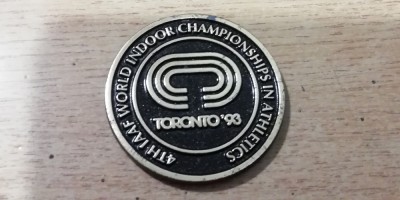 4TH IAAF WORLD INDOOR CHAMPIONSHIPS IN ATHLETICS
TORONTO '93